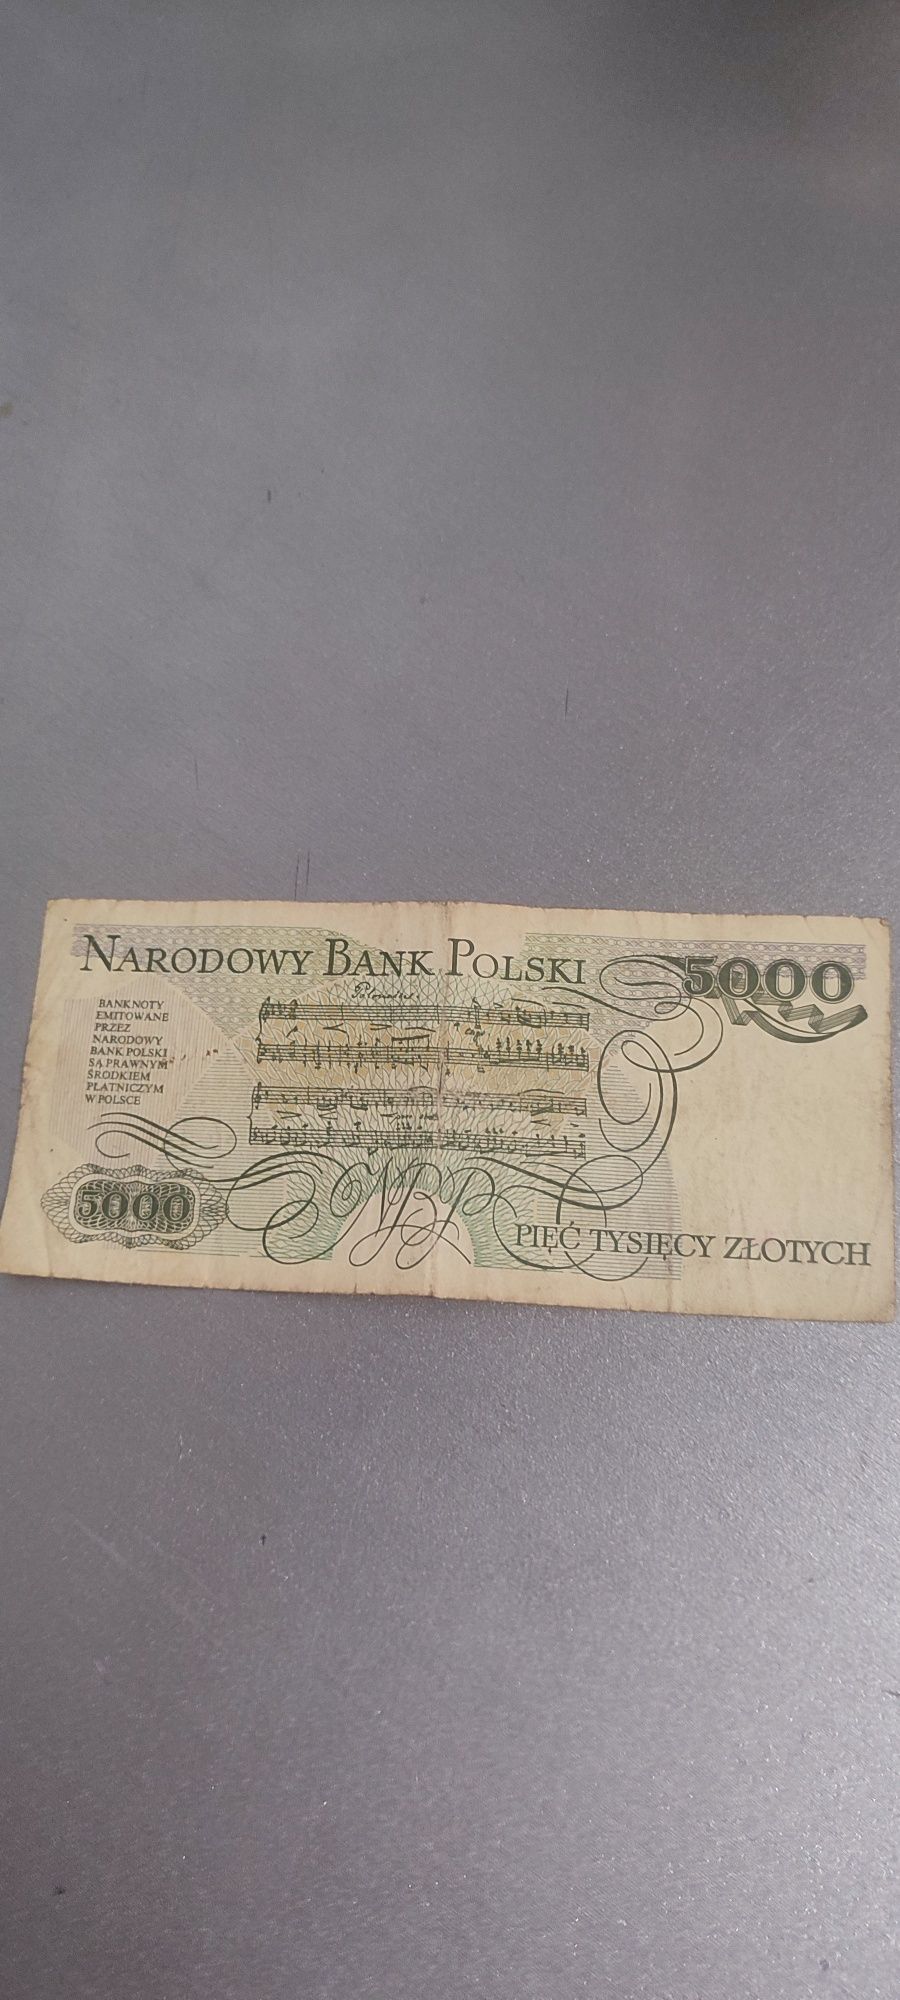 NARODOWY BANK POLSKI
5000
Polonaise.
BANKNOTY
EMITOWANE
PRZEZ
NARODOWY
BANK POLSKI
SĄ PRAWNYM
ŚRODKIEM
PŁATNICZYM
W POLSCE
5000
NBP
PIĘĆ TYSIĘCY ZŁOTYCH